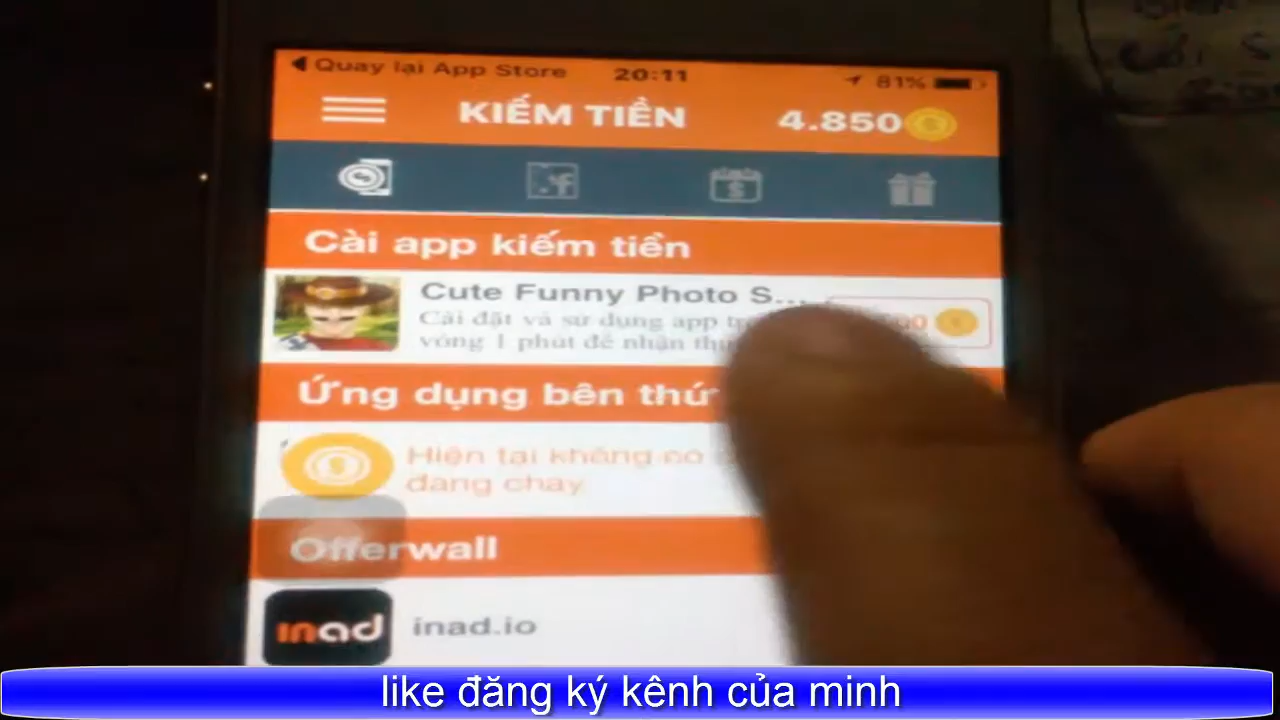 Quay lại App Store 20:11 81%
KIẾM TIỀN 4.850
Cài app kiếm tiền
Cute Funny Photo S...
Cài đặt và sử dụng app
vòng 1 phút để nhận
Ứng dụng bên
Hiện tại không có
đang chạy
Offerwall
inad inad.io
like đăng ký kênh của minh